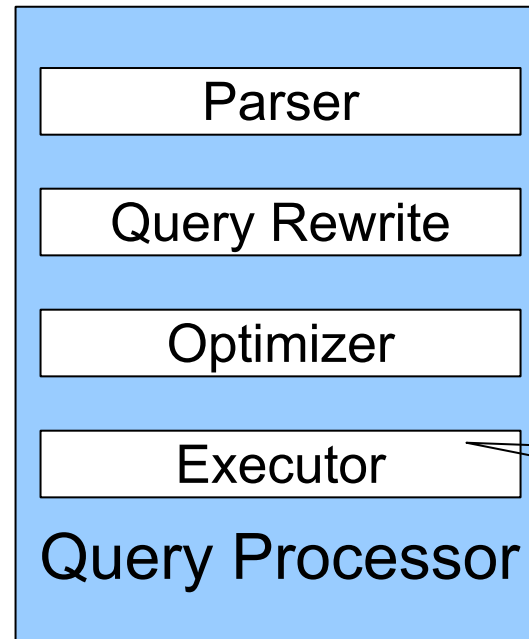 Parser
Query Rewrite
Optimizer
Executor
Query Processor